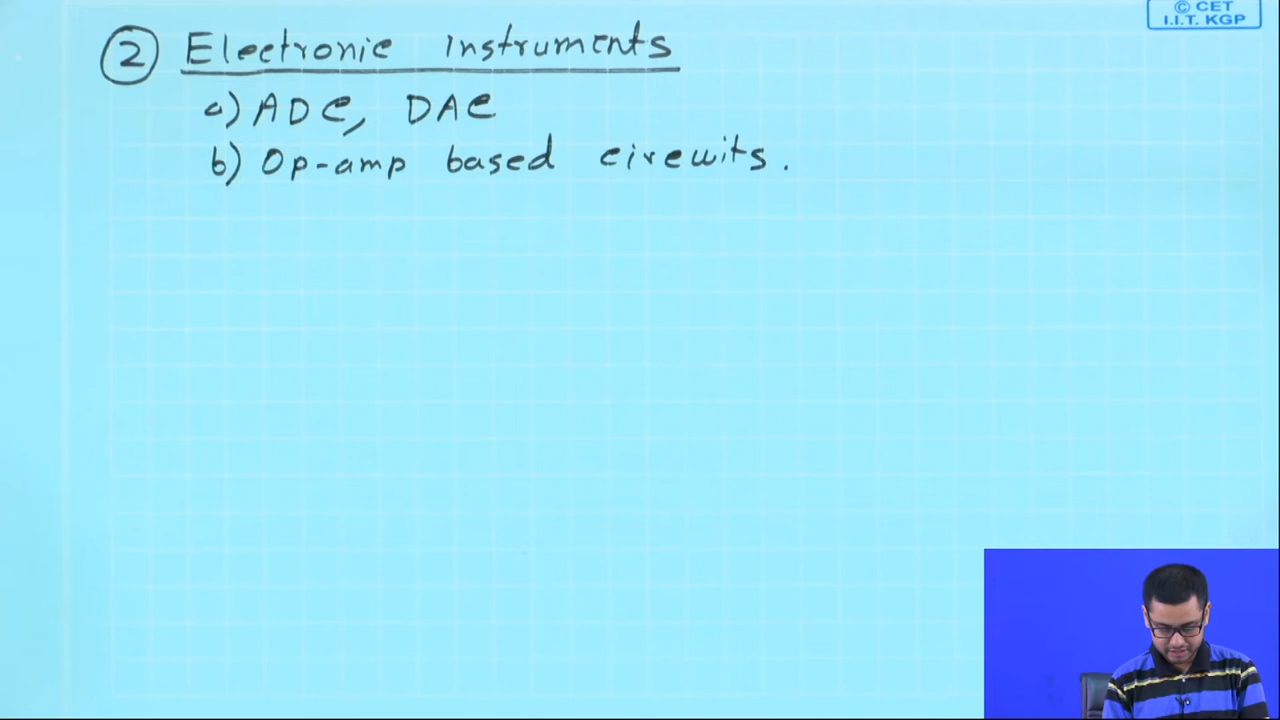 © CET
I.I.T. KGP
2 Electronic instruments
a) ADC, DAC
b) Op-amp based circuits.